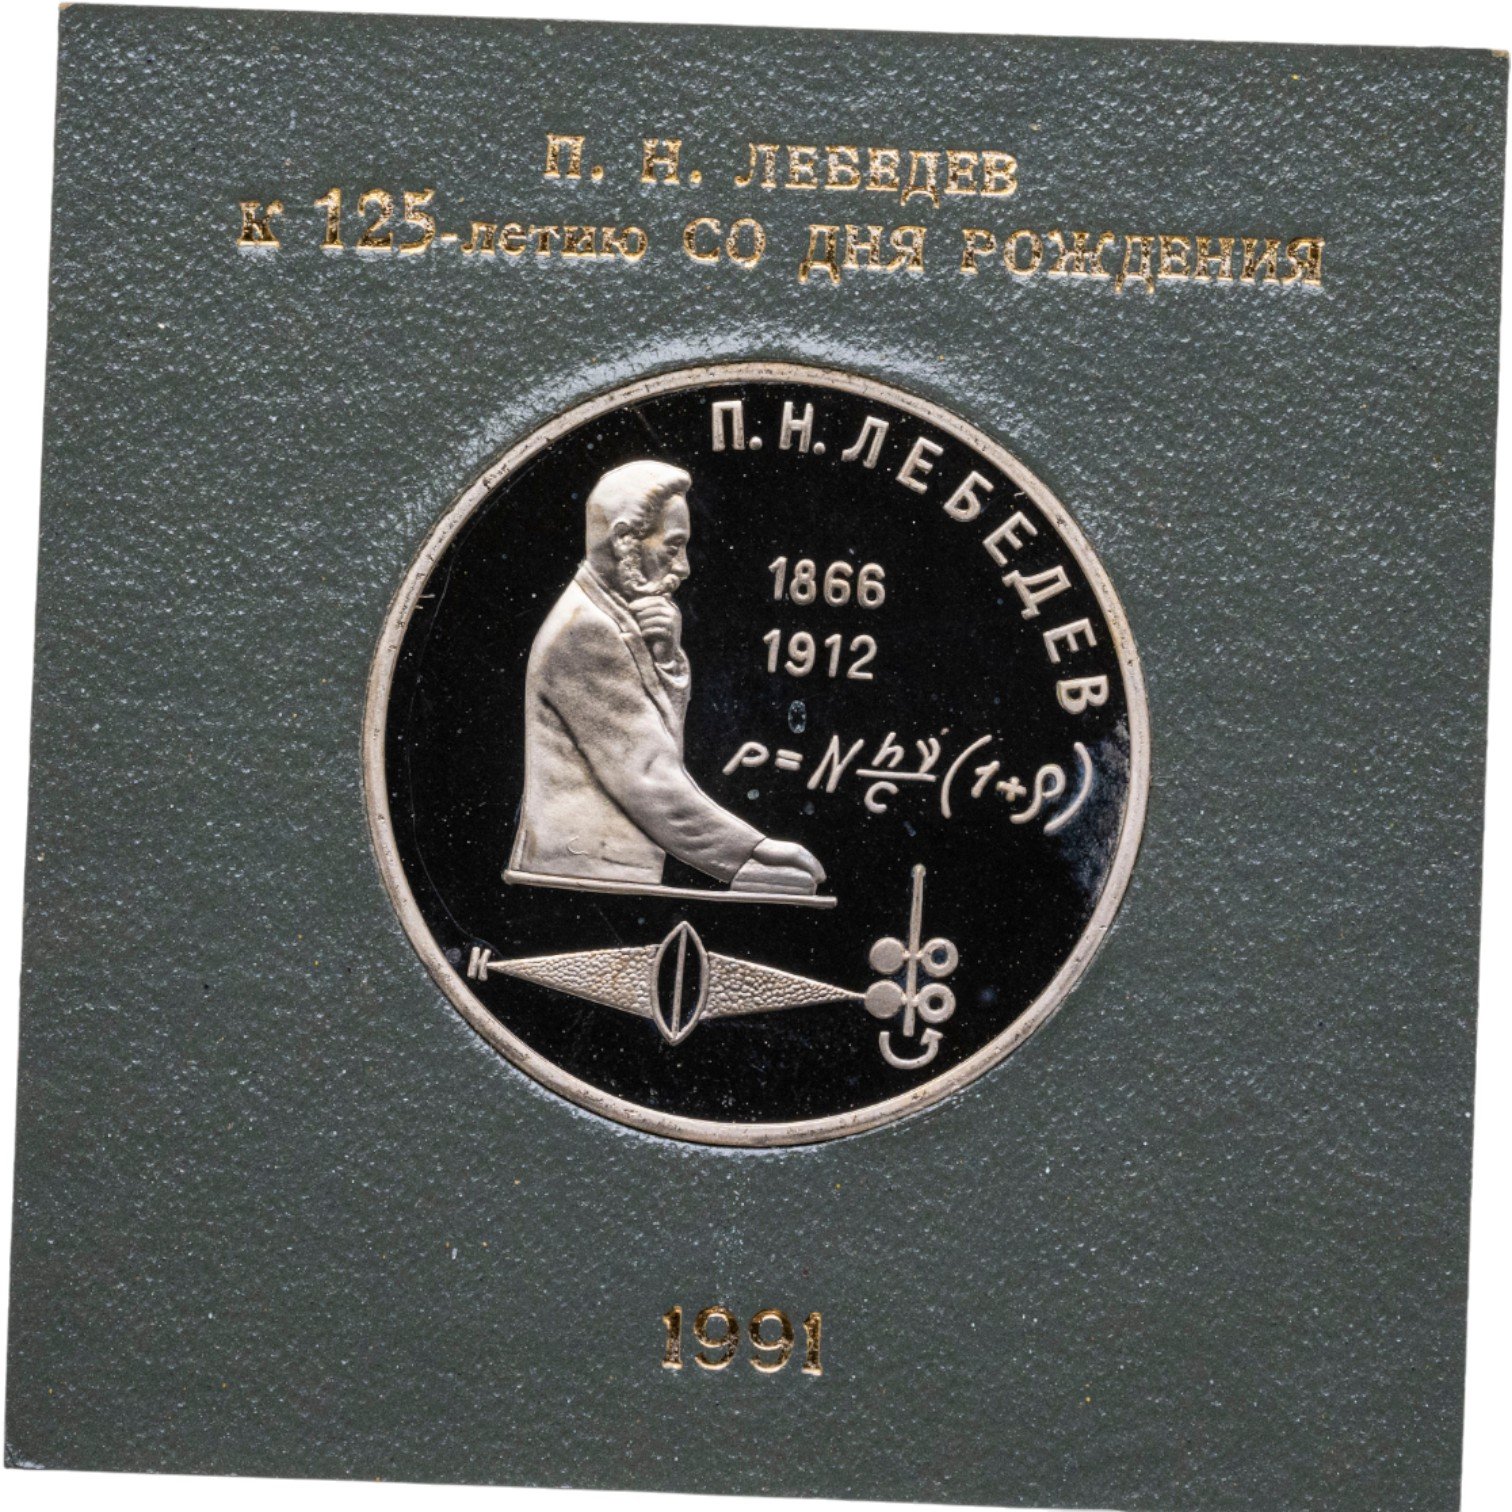 П. Н. ЛЕБЕДЕВ
К 125-летию СО ДНЯ РОЖДЕНИЯ
П. Н. ЛЕБЕДЕВ
1866
1912
p = N hν/c (1+ρ)
К
1991